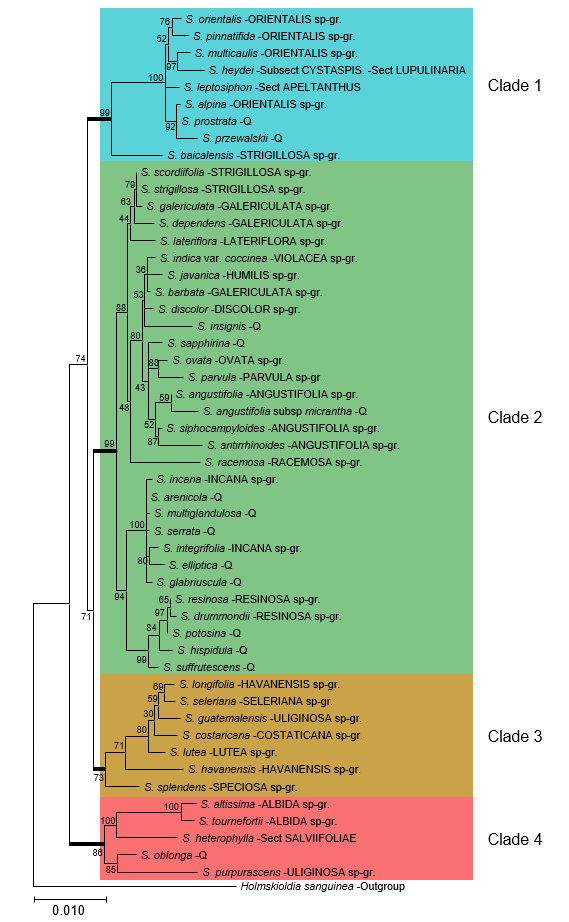 S. orientalis -ORIENTALIS sp-gr.
76
S. pinnatifida -ORIENTALIS sp-gr.
52
S. multicaulis -ORIENTALIS sp-gr.
97
S. heydei -Subsect CYSTASPIS. -Sect LUPULINARIA
100
S. leptosiphon -Sect APELTANTHUS
Clade 1
S. alpina -ORIENTALIS sp-gr.
99
S. prostrata -Q
92
S. przewalskii -Q
S. baicalensis -STRIGILLOSA sp-gr.
S. scordiifolia -STRIGILLOSA sp-gr.
79
S. strigillosa -STRIGILLOSA sp-gr.
63
S. galericulata -GALERICULATA sp-gr.
44
S. dependens -GALERICULATA sp-gr.
S. lateriflora -LATERIFLORA sp-gr.
S. indica var. coccinea -VIOLACEA sp-gr.
36
S. javanica -HUMILIS sp-gr.
53
S. barbata -GALERICULATA sp-gr.
88
S. discolor -DISCOLOR sp-gr.
S. insignis -Q
80
S. sapphirina -Q
74
88
S. ovata -OVATA sp-gr.
S. parvula -PARVULA sp-gr.
43
S. angustifolia -ANGUSTIFOLIA sp-gr.
59
48
S. angustifolia subsp micrantha -Q
Clade 2
52
S. siphocampyloides -ANGUSTIFOLIA sp-gr.
87
99
S. antirrhinoides -ANGUSTIFOLIA sp-gr.
S. racemosa -RACEMOSA sp-gr.
S. incana -INCANA sp-gr.
S. arenicola -Q
S. multiglandulosa -Q
100
S. serrata -Q
S. integrifolia -INCANA sp-gr.
80
S. elliptica -Q
S. glabriuscula -Q
94
S. resinosa -RESINOSA sp-gr.
65
97
S. drummondii -RESINOSA sp-gr.
71
84
S. potosina -Q
S. hispidula -Q
99
S. suffrutescens -Q
S. longifolia -HAVANENSIS sp-gr.
69
S. seleriana -SELERIANA sp-gr.
59
30
S. guatemalensis -ULIGINOSA sp-gr.
80
S. costaricana -COSTATICANA sp-gr.
Clade 3
71
S. lutea -LUTEA sp-gr.
S. havanensis -HAVANENSIS sp-gr.
73
S. splendens -SPECIOSA sp-gr.
S. altissima -ALBIDA sp-gr.
100
S. tournefortii -ALBIDA sp-gr.
100
S. heterophylla -Sect SALVIIFOLIAE
Clade 4
86
S. oblonga -Q
85
S. purpurascens -ULIGINOSA sp-gr.
Holmskioldia sanguinea -Outgroup
0.010